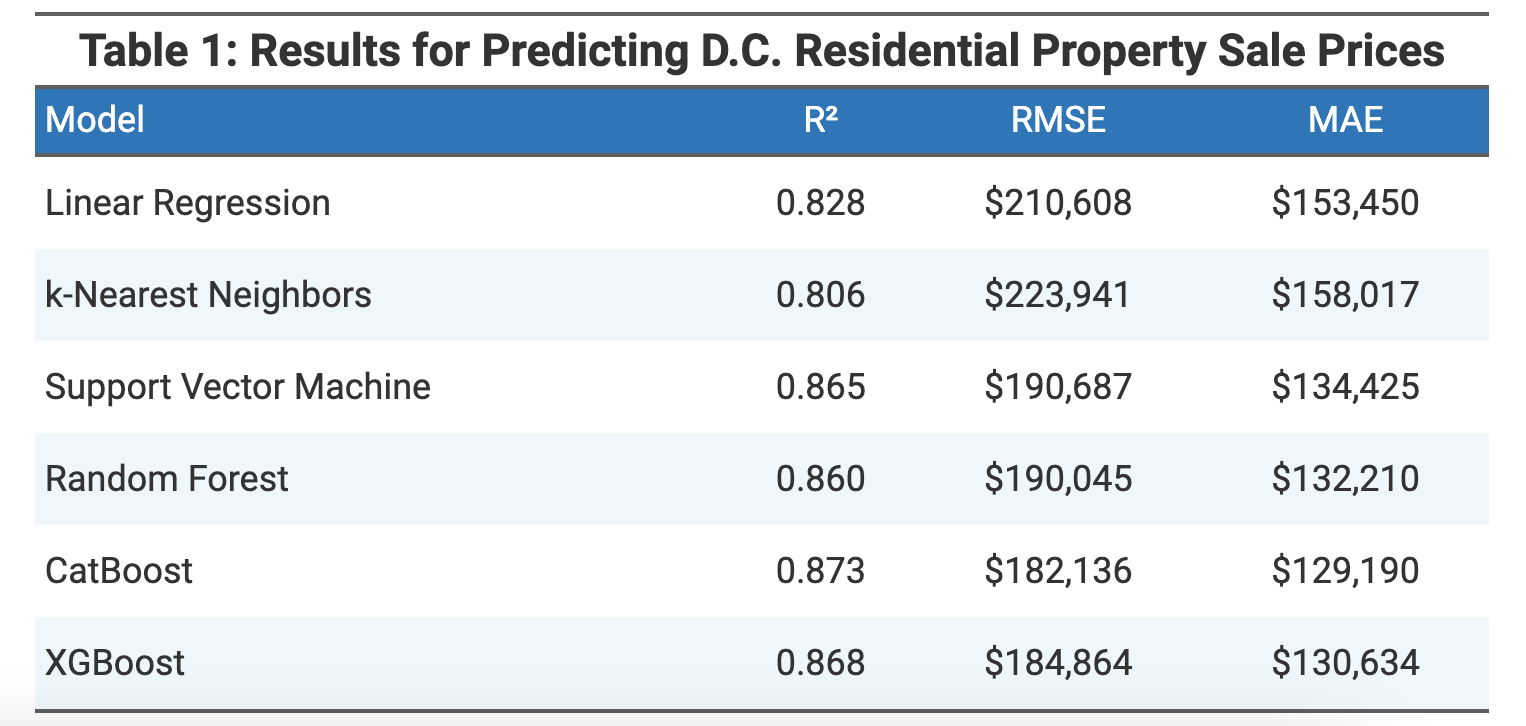 Table 1: Results for Predicting D.C. Residential Property Sale Prices
Model R² RMSE MAE
Linear Regression 0.828 $210,608 $153,450
k-Nearest Neighbors 0.806 $223,941 $158,017
Support Vector Machine 0.865 $190,687 $134,425
Random Forest 0.860 $190,045 $132,210
CatBoost 0.873 $182,136 $129,190
XGBoost 0.868 $184,864 $130,634